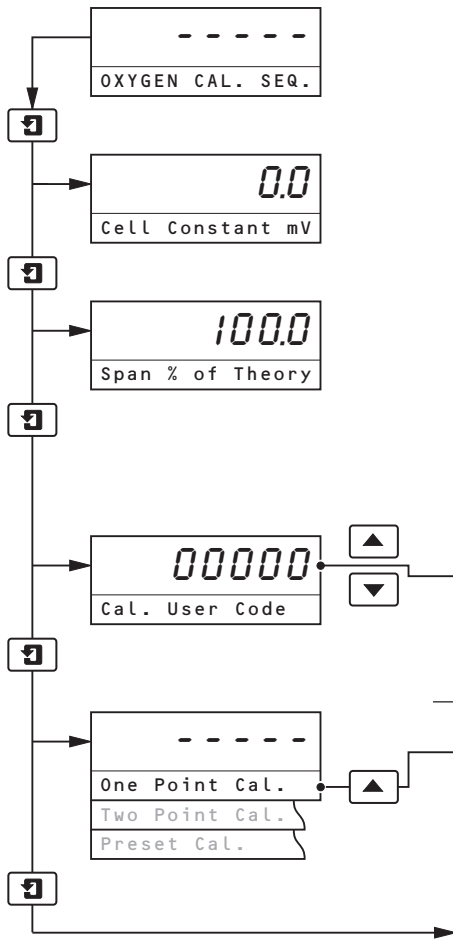 - - - - -
OXYGEN CAL. SEQ.
0.0
Cell Constant mV
100.0
Span % of Theory
00000
Cal. User Code
- - - - -
One Point Cal.
Two Point Cal.
Preset Cal.